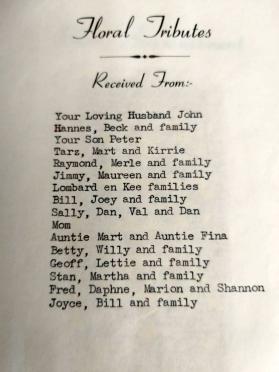 Floral Tributes
Received From:-
Your Loving Husband John
Hannes, Beck and family
Your Son Peter
Tarz, Mart and Kirrie
Raymond, Merle and family
Jimmy, Maureen and family
Lombard en Kee families
Bill, Joey and family
Sally, Dan, Val and Dan
Mom
Auntie Mart and Auntie Fina
Betty, Willy and family
Geoff, Lettie and family
Stan, Martha and family
Fred, Daphne, Marion and Shannon
Joyce, Bill and family